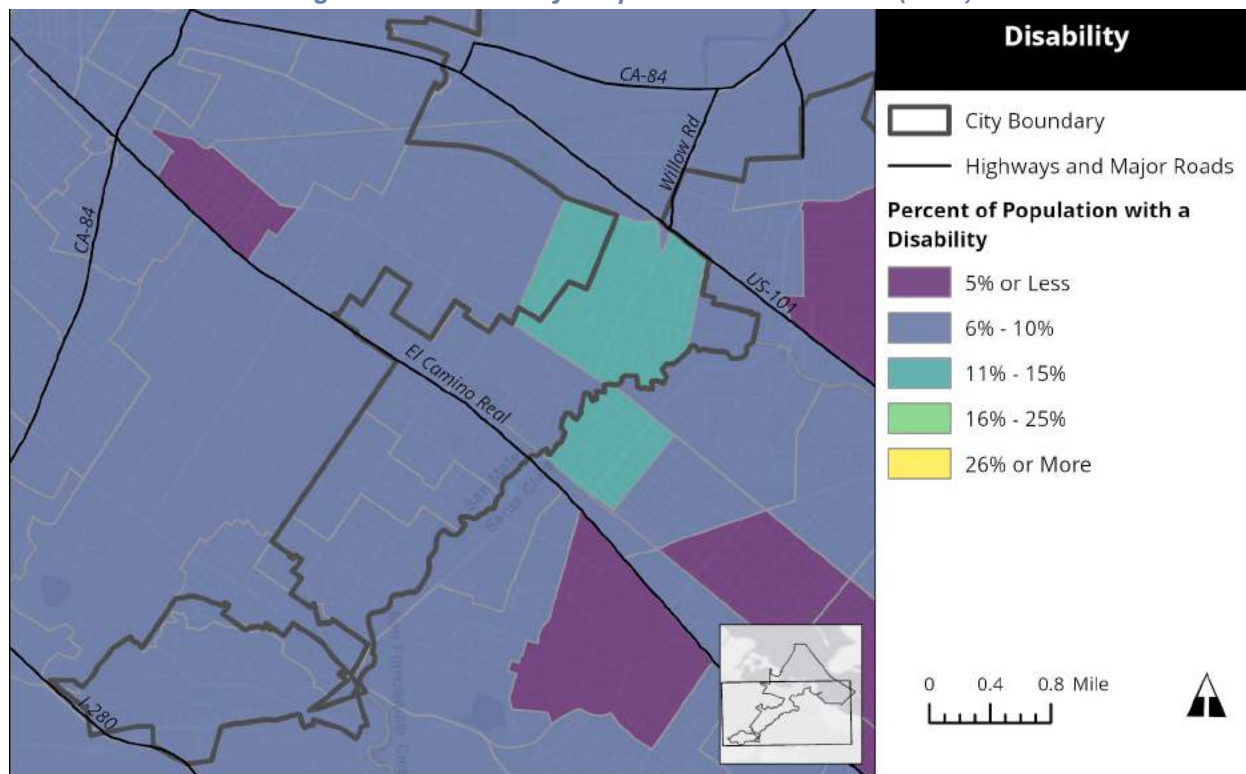 Disability
City Boundary
Highways and Major Roads
Percent of Population with a
Disability
5% or Less
6% - 10%
11% - 15%
16% - 25%
26% or More
0 0.4 0.8 Mile
CA-84
Willow Rd
CA-84
US-101
El Camino Real
I-280